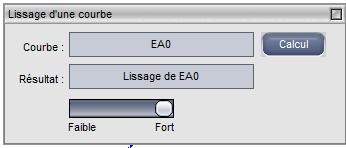 Lissage d'une courbe
Courbe : EA0 Calcul
Résultat : Lissage de EA0
Faible Fort